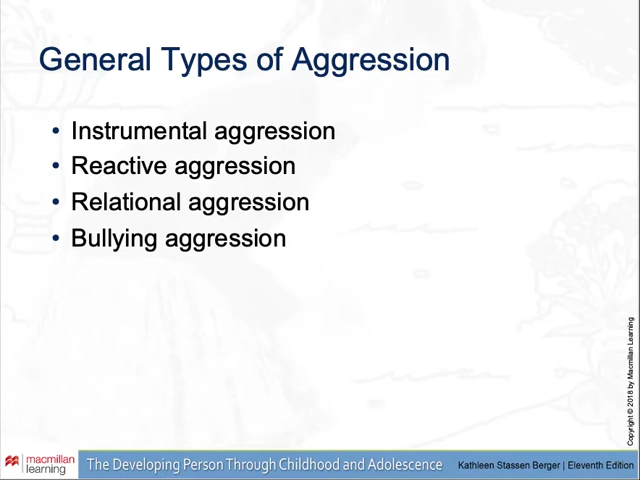 General Types of Aggression
• Instrumental aggression
• Reactive aggression
• Relational aggression
• Bullying aggression
Copyright © 2018 by Macmillan Learning
macmillan
learning
The Developing Person Through Childhood and Adolescence
Kathleen Stassen Berger | Eleventh Edition